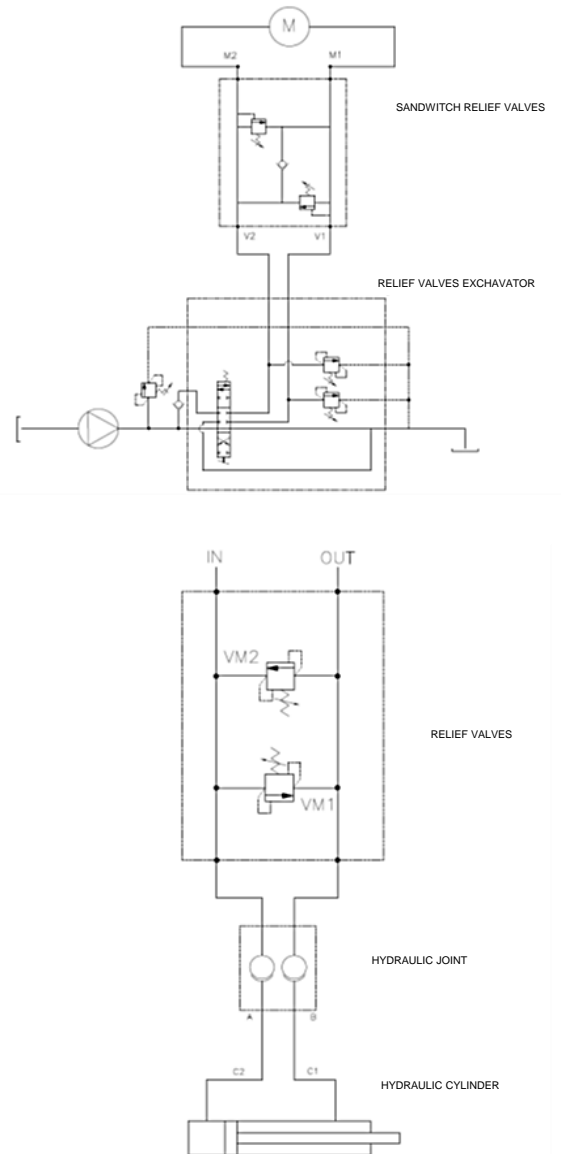 M
M2 M1
SANDWITCH RELIEF VALVES
V2 V1
RELIEF VALVES EXCHAVATOR
IN OUT
VM2
RELIEF VALVES
VM1
HYDRAULIC JOINT
A B
C2 C1
HYDRAULIC CYLINDER